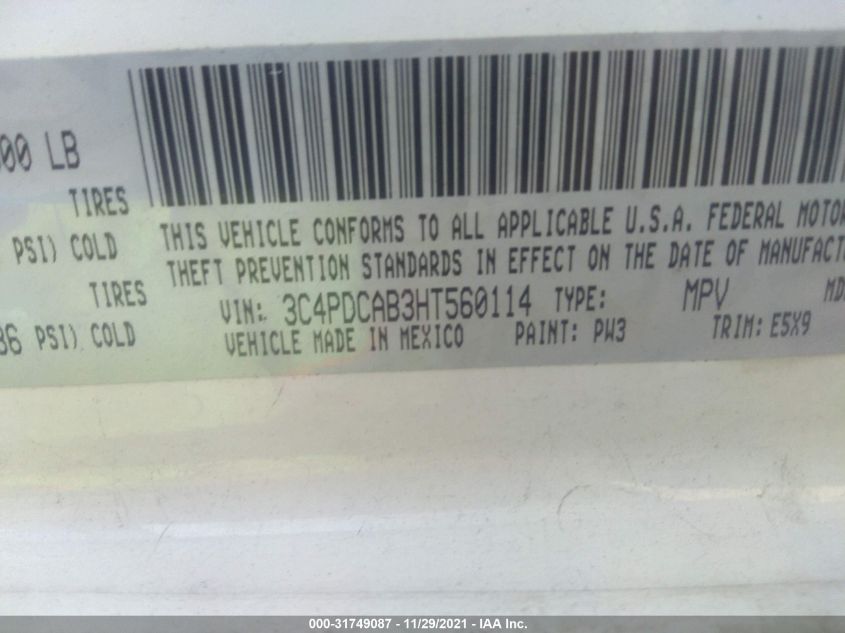 00 LB
TIRES
PSI) COLD
TIRES
36 PSI) COLD
THIS VEHICLE CONFORMS TO ALL APPLICABLE U.S.A. FEDERAL MOTOR
THEFT PREVENTION STANDARDS IN EFFECT ON THE DATE OF MANUFACT
VIN: 3C4PDCAB3HT560114 TYPE: MPV MD
VEHICLE MADE IN MEXICO PAINT: PW3 TRIM: E5X9
000-31749087 - 11/29/2021 - IAA Inc.